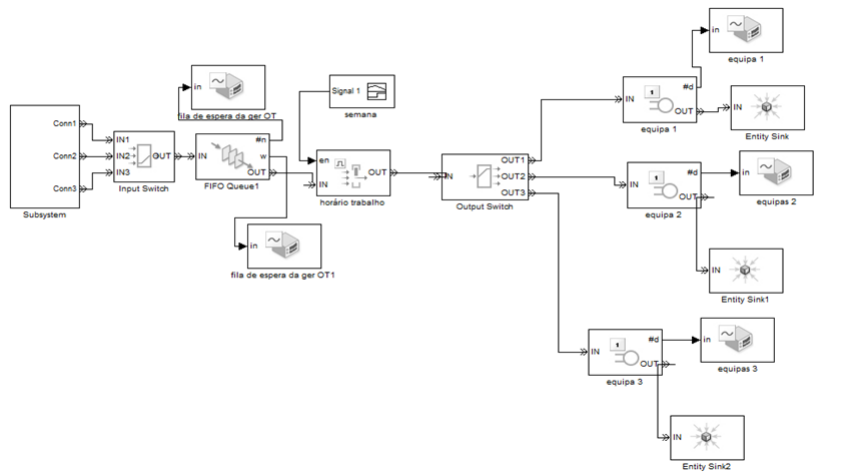 in
equipa 1
#d
IN
OUT
equipa 1
IN
Entity Sink
in
fila de espera da ger OT
Signal 1
semana
Conn1
Conn2
Conn3
Subsystem
IN1
IN2
IN3
OUT
Input Switch
IN
#n
w
OUT
FIFO Queue1
en
IN
OUT
horário trabalho
IN
OUT1
OUT2
OUT3
Output Switch
#d
IN
OUT
equipa 2
in
equipas 2
in
fila de espera da ger OT1
IN
Entity Sink1
#d
IN
OUT
equipa 3
in
equipas 3
IN
Entity Sink2